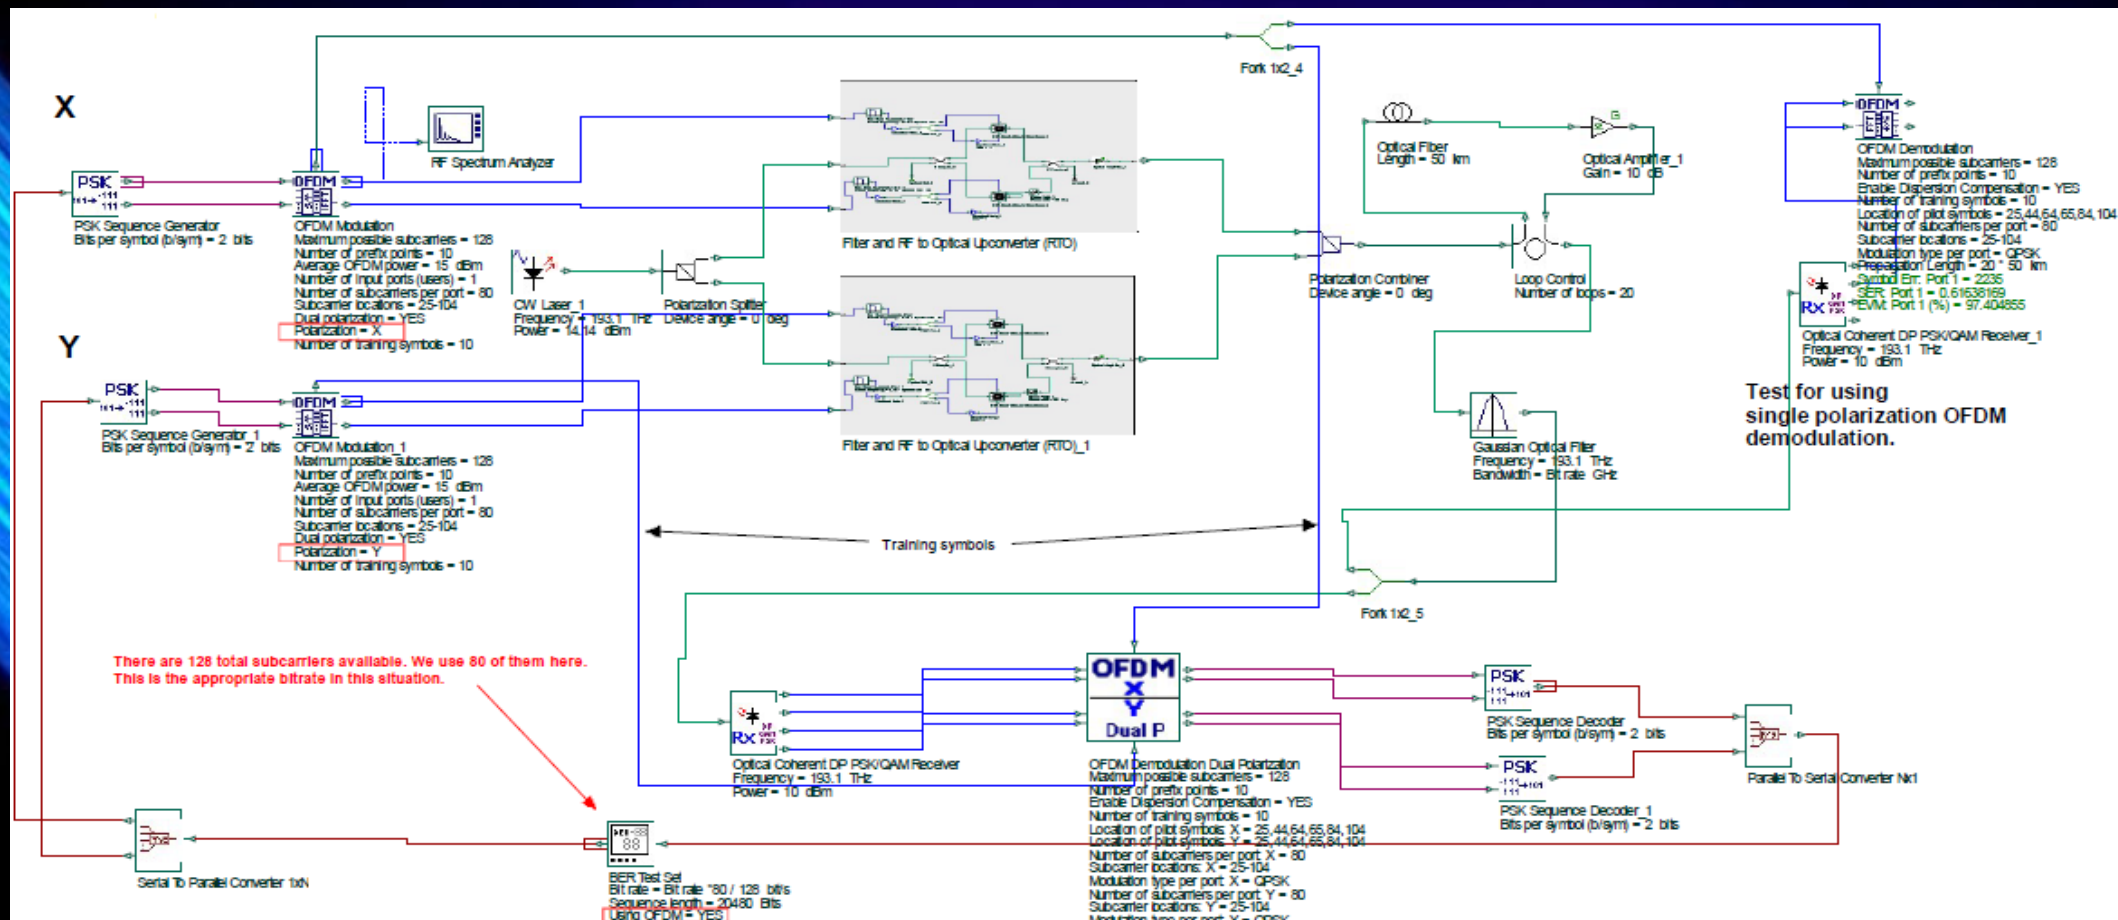 X
Y
PSK
PSK Sequence Generator
Bits per symbol (b/sym) = 2 bits
OFDM
OFDM Modulation
Maximum possible subcarriers = 128
Number of prefix points = 10
Average OFDM power = 15 dBm
Number of input ports (users) = 1
Number of subcarriers per port = 80
Subcarrier locations = 25-104
Dual polarization = YES
Polarization = X
Number of training symbols = 10
RF Spectrum Analyzer
CW Laser_1
Frequency = 193.1 THz
Power = 14.14 dBm
Polarization Splitter
Device angle = 0 deg
Filter and RF to Optical Upconverter (RTO)
Filter and RF to Optical Upconverter (RTO)_1
Fork 1x2_4
Optical Fiber
Length = 50 km
Optical Amplifier_1
Gain = 10 dB
Polarization Combiner
Device angle = 0 deg
Loop Control
Number of loops = 20
OFDM
OFDM Demodulation
Maximum possible subcarriers = 128
Number of prefix points = 10
Enable Dispersion Compensation = YES
Number of training symbols = 10
Location of pilot symbols = 25,44,64,65,84,104
Number of subcarriers per port = 80
Subcarrier locations = 25-104
Modulation type per port = QPSK
Propagation Length = 20 * 50 km
Symbol Err: Port 1 = 2235
SER: Port 1 = 0.61638169
EVM: Port 1 (%) = 97.404855
Rx
Optical Coherent DP PSK/QAM Receiver_1
Frequency = 193.1 THz
Power = 10 dBm
Test for using
single polarization OFDM
demodulation.
Gaussian Optical Filter
Frequency = 193.1 THz
Bandwidth = Bit rate GHz
PSK
PSK Sequence Generator_1
Bits per symbol (b/sym) = 2 bits
OFDM
OFDM Modulation_1
Maximum possible subcarriers = 128
Number of prefix points = 10
Average OFDM power = 15 dBm
Number of input ports (users) = 1
Number of subcarriers per port = 80
Subcarrier locations = 25-104
Dual polarization = YES
Polarization = Y
Number of training symbols = 10
Training symbols
Fork 1x2_5
There are 128 total subcarriers available. We use 80 of them here.
This is the appropriate bitrate in this situation.
Rx
Optical Coherent DP PSK/QAM Receiver
Frequency = 193.1 THz
Power = 10 dBm
OFDM
X
Y
Dual P
OFDM Demodulation Dual Polarization
Maximum possible subcarriers = 128
Number of prefix points = 10
Enable Dispersion Compensation = YES
Number of training symbols = 10
Location of pilot symbols: X = 25,44,64,65,84,104
Location of pilot symbols: Y = 25,44,64,65,84,104
Number of subcarriers per port: X = 80
Subcarrier locations: X = 25-104
Modulation type per port: X = QPSK
Number of subcarriers per port: Y = 80
Subcarrier locations: Y = 25-104
Modulation type per port: X = QPSK
PSK
PSK Sequence Decoder
Bits per symbol (b/sym) = 2 bits
PSK
PSK Sequence Decoder_1
Bits per symbol (b/sym) = 2 bits
Parallel To Serial Converter Nx1
Serial To Parallel Converter 1xN
BER Test Set
Bit rate = Bit rate *80 / 128 bit/s
Sequence length = 20480 Bits
Using OFDM = YES